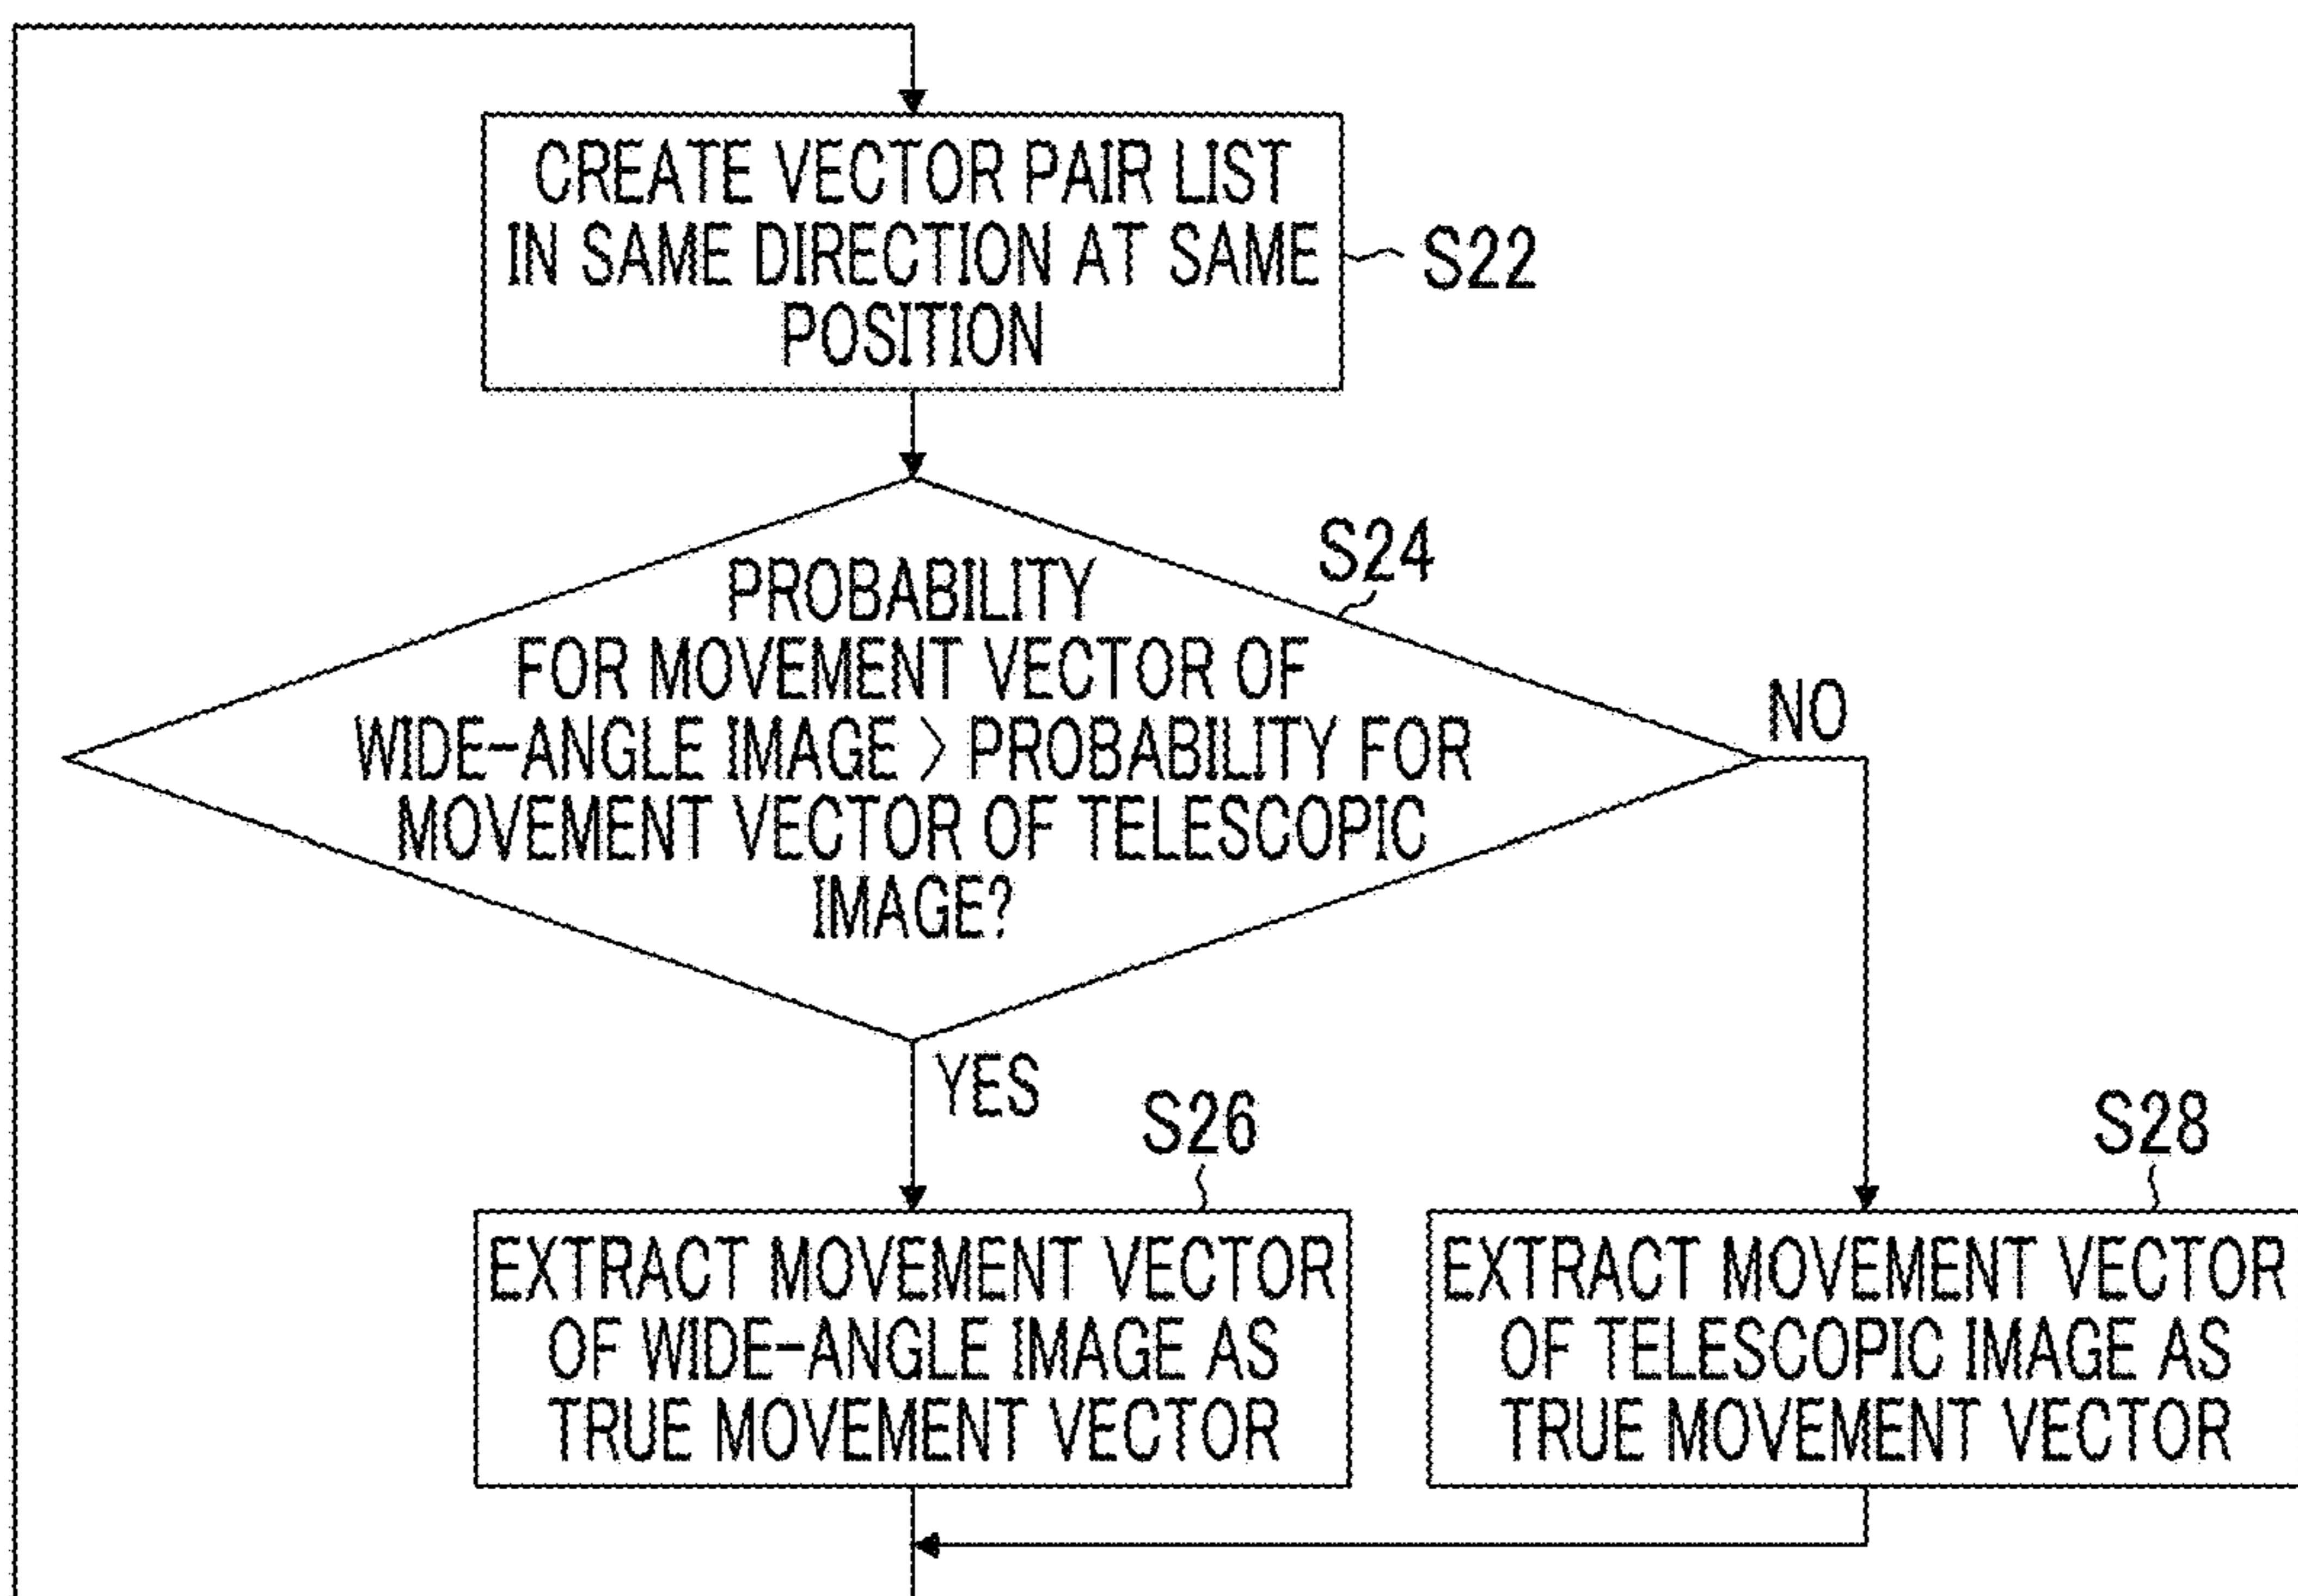 CREATE VECTOR PAIR LIST
IN SAME DIRECTION AT SAME
POSITION
S22
S24
PROBABILITY
FOR MOVEMENT VECTOR OF
WIDE-ANGLE IMAGE > PROBABILITY FOR
MOVEMENT VECTOR OF TELESCOPIC
IMAGE?
NO
YES
S26
EXTRACT MOVEMENT VECTOR
OF WIDE-ANGLE IMAGE AS
TRUE MOVEMENT VECTOR
S28
EXTRACT MOVEMENT VECTOR
OF TELESCOPIC IMAGE AS
TRUE MOVEMENT VECTOR